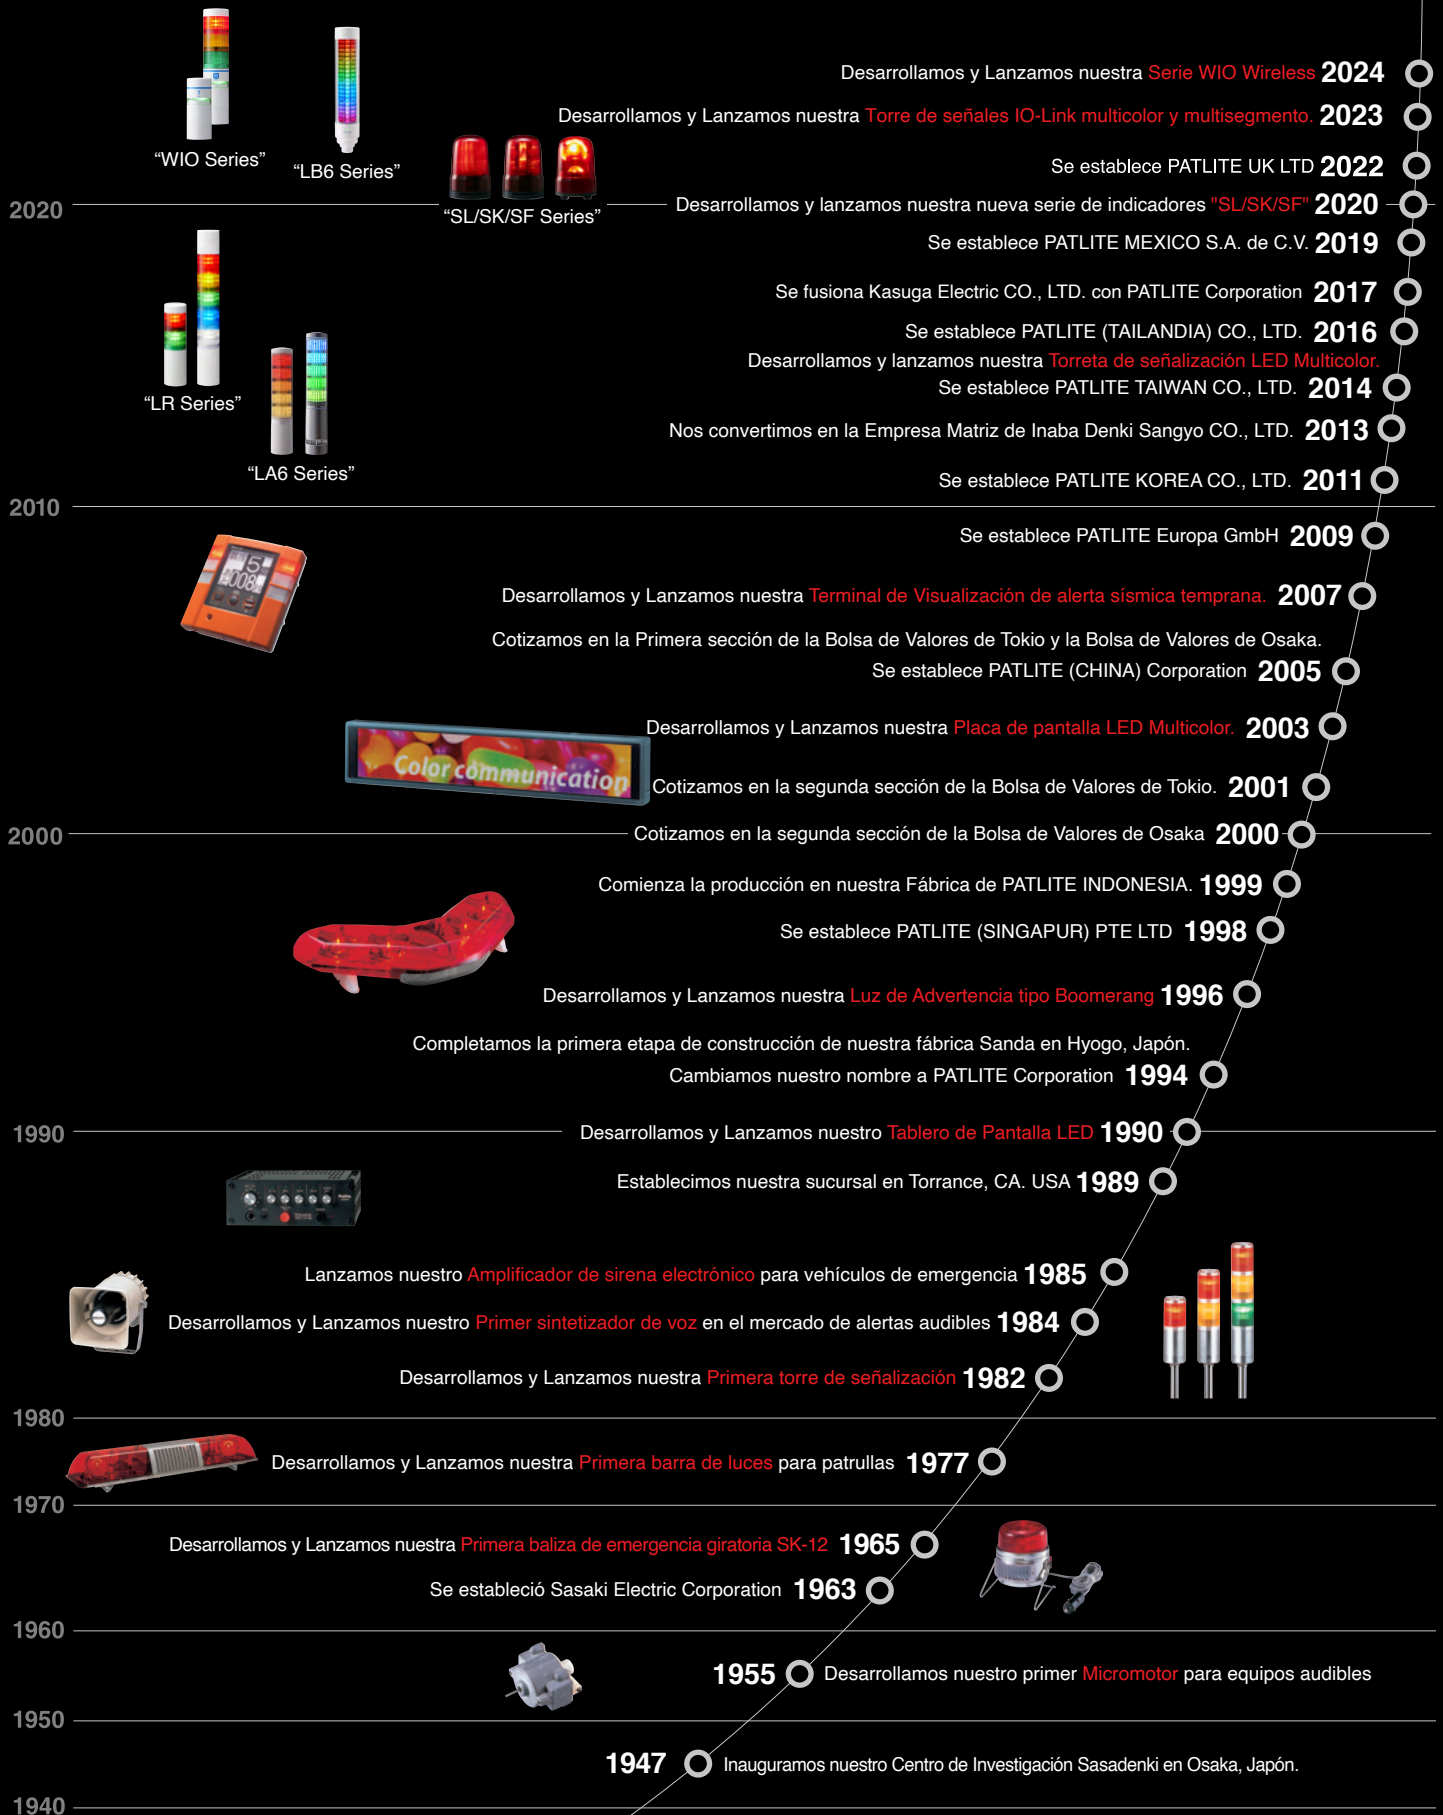 Desarrollamos y Lanzamos nuestra Serie WIO Wireless 2024
Desarrollamos y Lanzamos nuestra Torre de señales IO-Link multicolor y multisegmento. 2023
“WIO Series”
“LB6 Series”
Se establece PATLITE UK LTD 2022
2020
“SL/SK/SF Series”
Desarrollamos y lanzamos nuestra nueva serie de indicadores "SL/SK/SF" 2020
Se establece PATLITE MEXICO S.A. de C.V. 2019
Se fusiona Kasuga Electric CO., LTD. con PATLITE Corporation 2017
Se establece PATLITE (TAILANDIA) CO., LTD. 2016
Desarrollamos y lanzamos nuestra Torreta de señalización LED Multicolor.
Se establece PATLITE TAIWAN CO., LTD. 2014
“LR Series”
Nos convertimos en la Empresa Matriz de Inaba Denki Sangyo CO., LTD. 2013
“LA6 Series”
Se establece PATLITE KOREA CO., LTD. 2011
2010
Se establece PATLITE Europa GmbH 2009
Desarrollamos y Lanzamos nuestra Terminal de Visualización de alerta sísmica temprana. 2007
Cotizamos en la Primera sección de la Bolsa de Valores de Tokio y la Bolsa de Valores de Osaka.
Se establece PATLITE (CHINA) Corporation 2005
Desarrollamos y Lanzamos nuestra Placa de pantalla LED Multicolor. 2003
Color communication
Cotizamos en la segunda sección de la Bolsa de Valores de Tokio. 2001
2000
Cotizamos en la segunda sección de la Bolsa de Valores de Osaka 2000
Comienza la producción en nuestra Fábrica de PATLITE INDONESIA. 1999
Se establece PATLITE (SINGAPUR) PTE LTD 1998
Desarrollamos y Lanzamos nuestra Luz de Advertencia tipo Boomerang 1996
Completamos la primera etapa de construcción de nuestra fábrica Sanda en Hyogo, Japón.
Cambiamos nuestro nombre a PATLITE Corporation 1994
1990
Desarrollamos y Lanzamos nuestro Tablero de Pantalla LED 1990
Establecimos nuestra sucursal en Torrance, CA. USA 1989
Lanzamos nuestro Amplificador de sirena electrónico para vehículos de emergencia 1985
Desarrollamos y Lanzamos nuestro Primer sintetizador de voz en el mercado de alertas audibles 1984
Desarrollamos y Lanzamos nuestra Primera torre de señalización 1982
1980
Desarrollamos y Lanzamos nuestra Primera barra de luces para patrullas 1977
1970
Desarrollamos y Lanzamos nuestra Primera baliza de emergencia giratoria SK-12 1965
Se estableció Sasaki Electric Corporation 1963
1960
1955 Desarrollamos nuestro primer Micromotor para equipos audibles
1950
1947 Inauguramos nuestro Centro de Investigación Sasadenki en Osaka, Japón.
1940